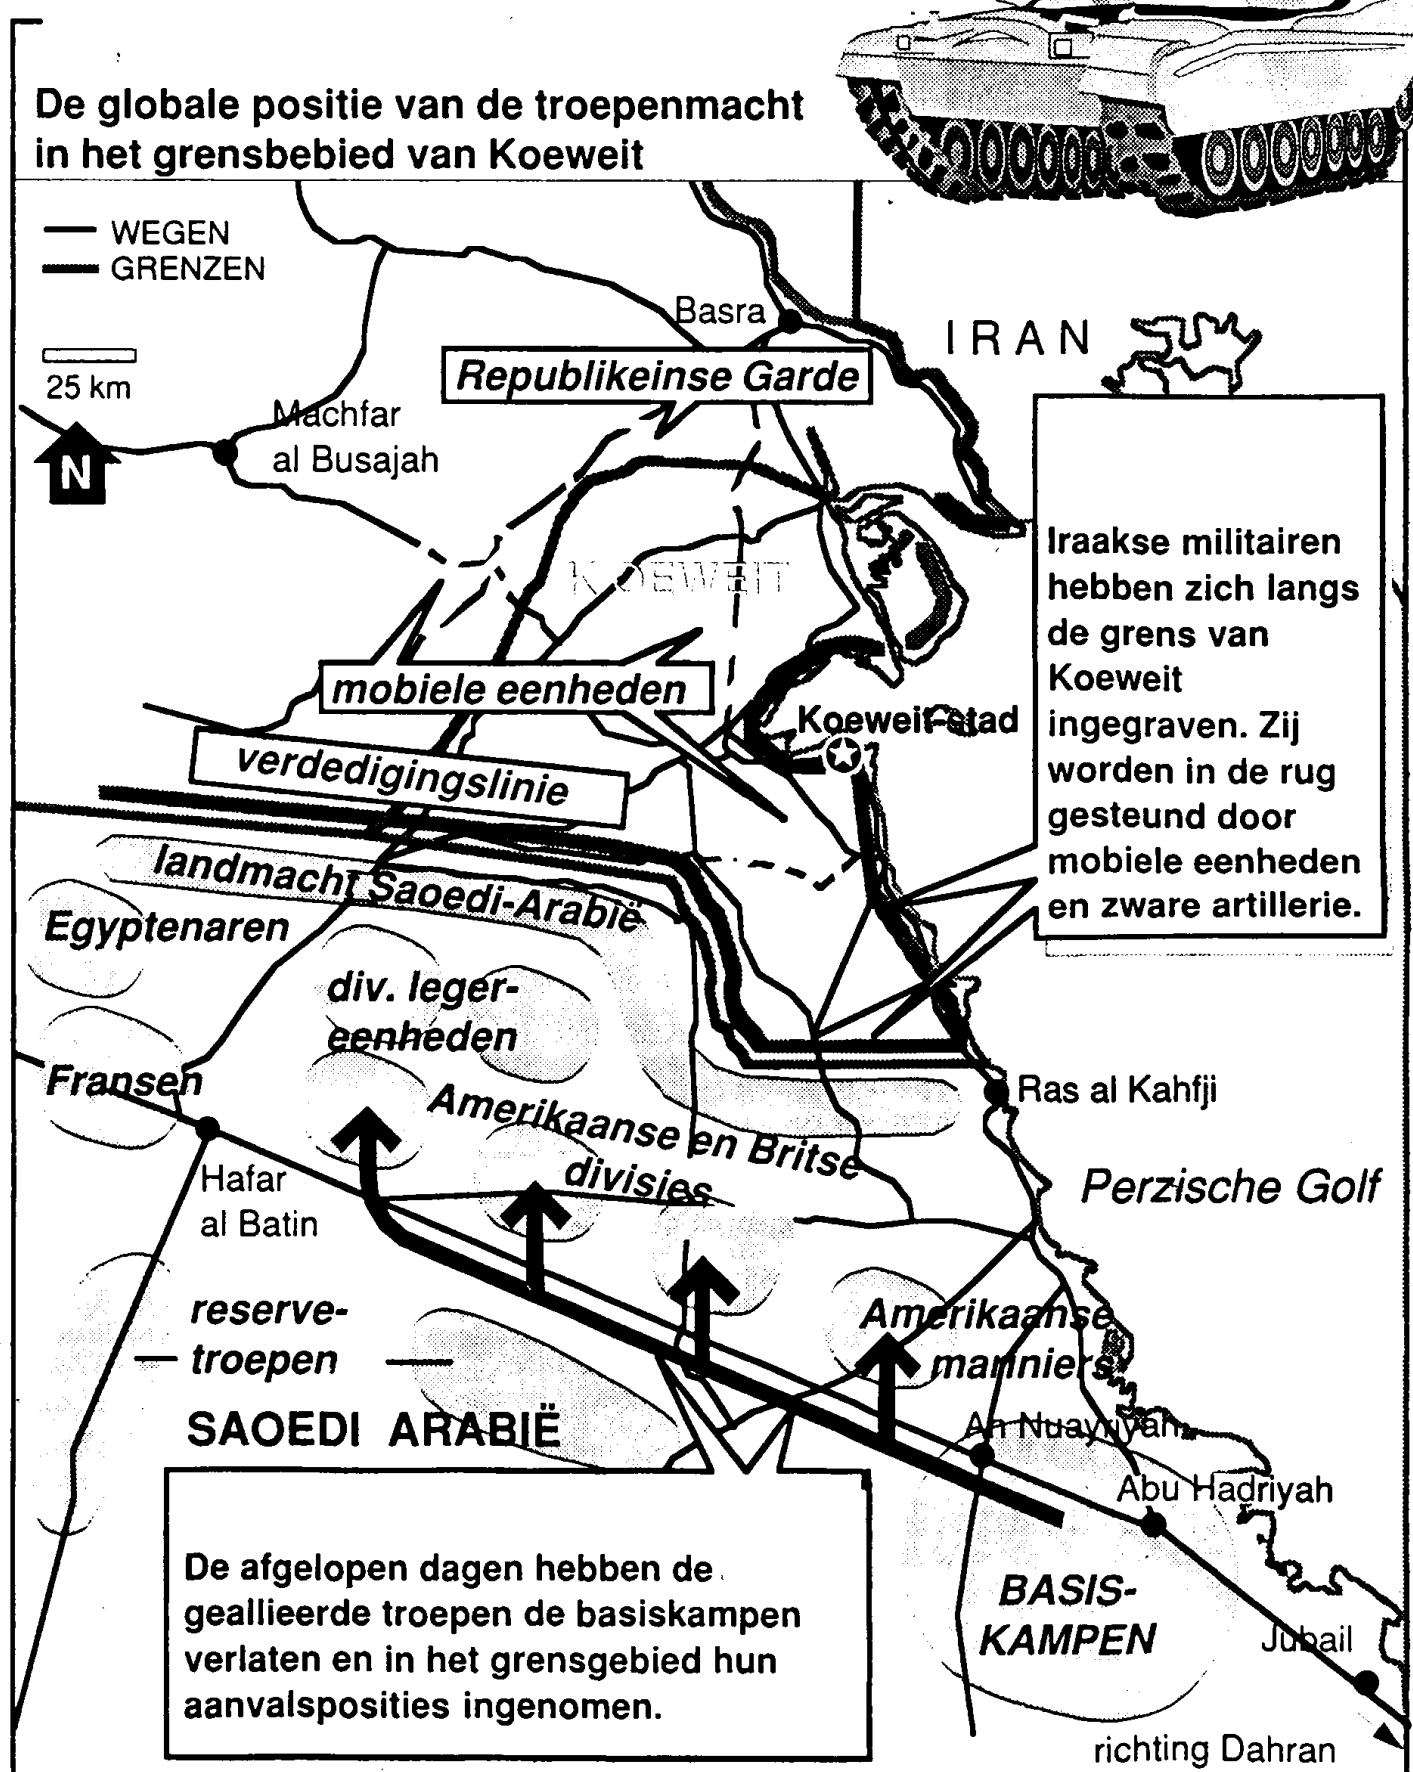 De globale positie van de troepenmacht
in het grensbebied van Koeweit
WEGEN
GRENZEN
25 km
N
Basra
IRAN
Republikeinse Garde
Machfar
al Busajah
KOEWEIT
Iraakse militairen
hebben zich langs
de grens van
Koeweit
ingegraven. Zij
worden in de rug
gesteund door
mobiele eenheden
en zware artillerie.
mobiele eenheden
Koeweit-stad
verdedigingslinie
landmacht Saoedi-Arabië
Egyptenaren
div. leger-
eenheden
Fransen
Amerikaanse en Britse
divisies
Ras al Kahfji
Hafar
al Batin
Perzische Golf
reserve-
troepen
Amerikaanse
mariniers
SAOEDI ARABIË
An Nuayriyah
Abu Hadriyah
De afgelopen dagen hebben de
geallieerde troepen de basiskampen
verlaten en in het grensgebied hun
aanvalsposities ingenomen.
BASIS-
KAMPEN
Jubail
richting Dahran